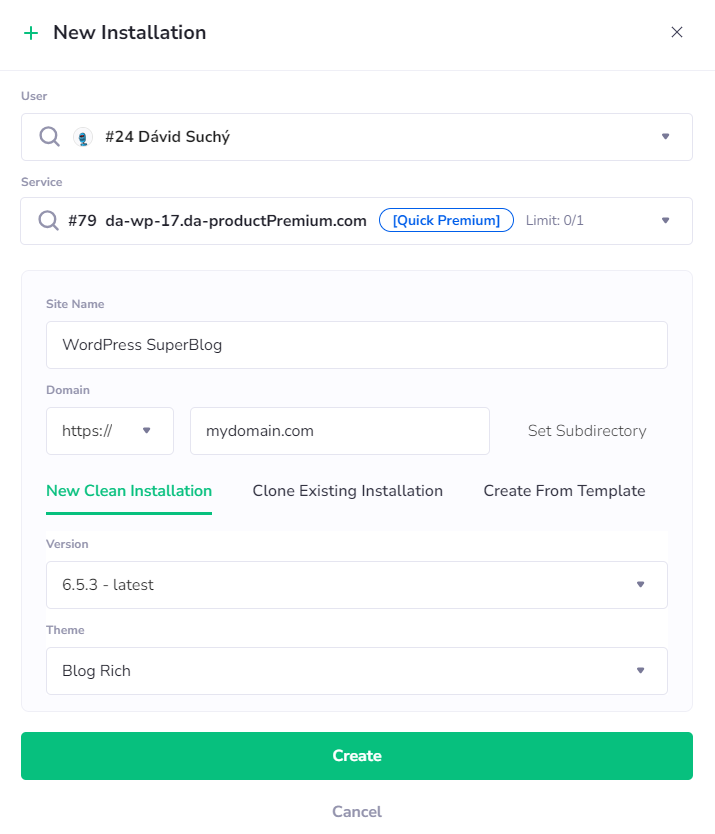 New Installation
User
#24 Dávid Suchý
Service
#79 da-wp-17.da-productPremium.com [Quick Premium] Limit: 0/1
Site Name
WordPress SuperBlog
Domain
https:// mydomain.com Set Subdirectory
New Clean Installation Clone Existing Installation Create From Template
Version
6.5.3 - latest
Theme
Blog Rich
Create
Cancel